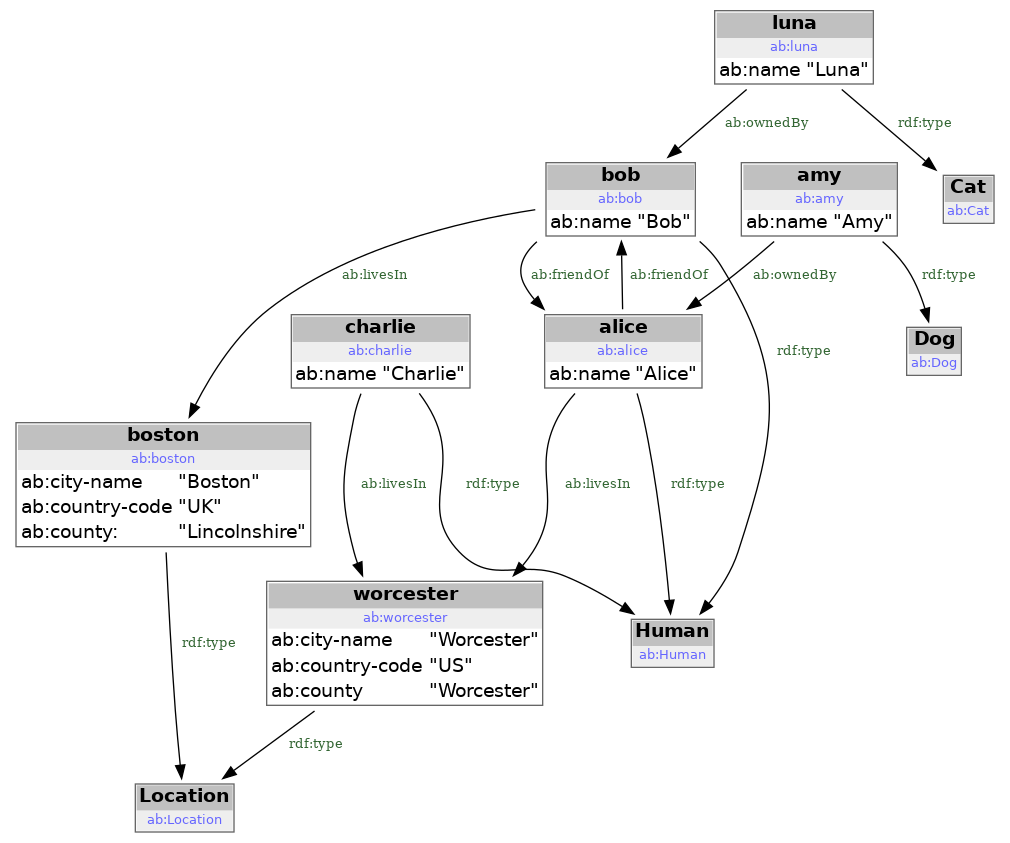 luna
ab:luna
ab:name "Luna"
ab:ownedBy
rdf:type
bob
ab:bob
ab:name "Bob"
amy
ab:amy
ab:name "Amy"
Cat
ab:Cat
ab:livesIn
ab:friendOf
ab:friendOf
ab:ownedBy
rdf:type
charlie
ab:charlie
ab:name "Charlie"
alice
ab:alice
ab:name "Alice"
rdf:type
Dog
ab:Dog
boston
ab:boston
ab:city-name "Boston"
ab:country-code "UK"
ab:county: "Lincolnshire"
ab:livesIn
rdf:type
ab:livesIn
rdf:type
worcester
ab:worcester
ab:city-name "Worcester"
ab:country-code "US"
ab:county "Worcester"
Human
ab:Human
rdf:type
rdf:type
Location
ab:Location